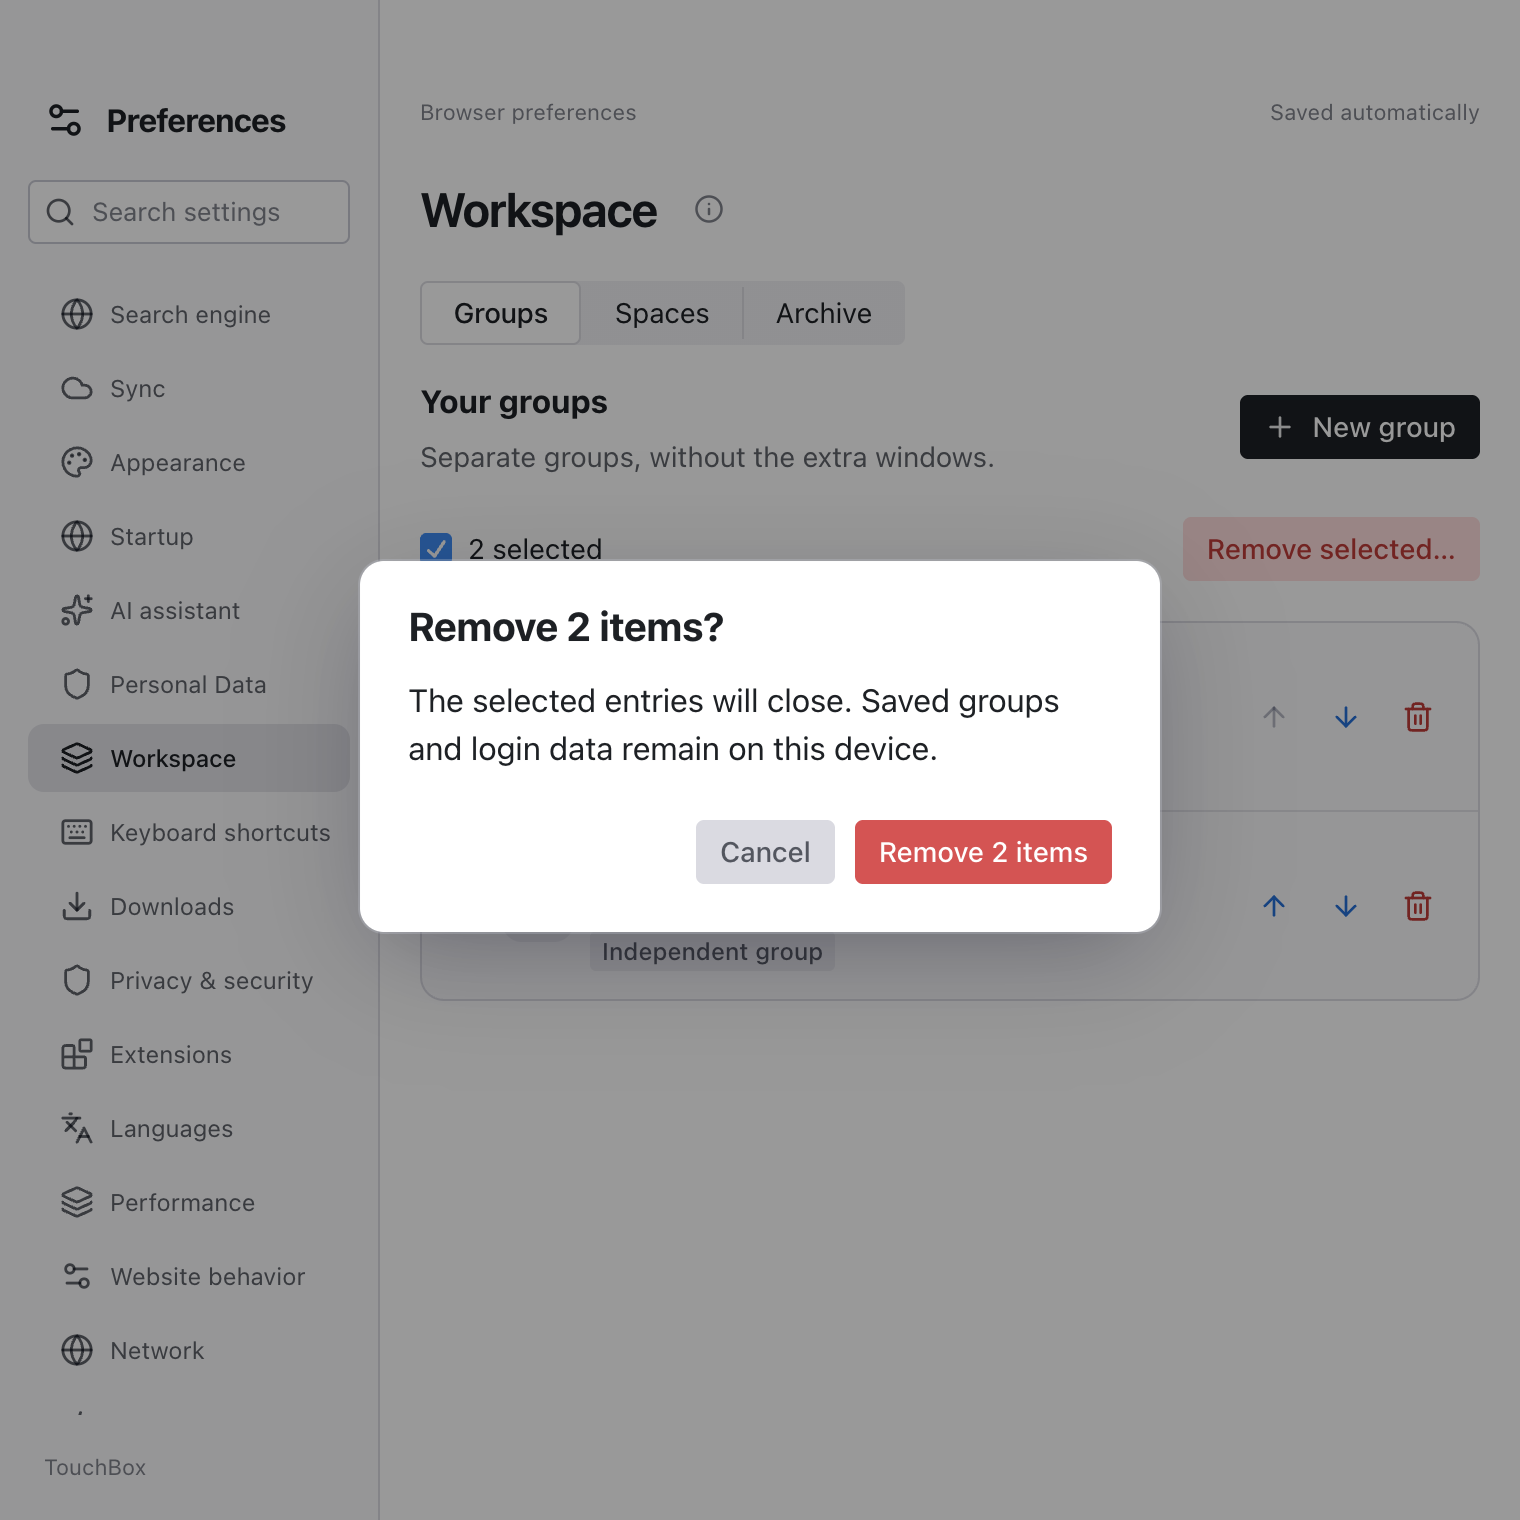 Preferences
Search settings
Search engine
Sync
Appearance
Startup
AI assistant
Personal Data
Workspace
Keyboard shortcuts
Downloads
Privacy & security
Extensions
Languages
Performance
Website behavior
Network
TouchBox
Browser preferences
Saved automatically
Workspace
Groups
Spaces
Archive
Your groups
Separate groups, without the extra windows.
New group
2 selected
Remove selected...
Remove 2 items?
The selected entries will close. Saved groups
and login data remain on this device.
Cancel
Remove 2 items
Independent group